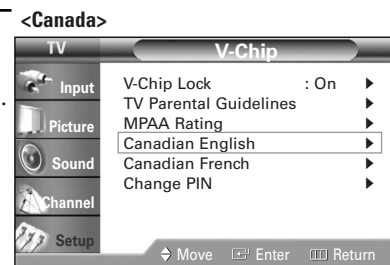 <Canada>
TV
V-Chip
Input
Picture
Sound
Channel
Setup
V-Chip Lock : On ►
TV Parental Guidelines ►
MPAA Rating ►
Canadian English ►
Canadian French ►
Change PIN ►
Move Enter Return